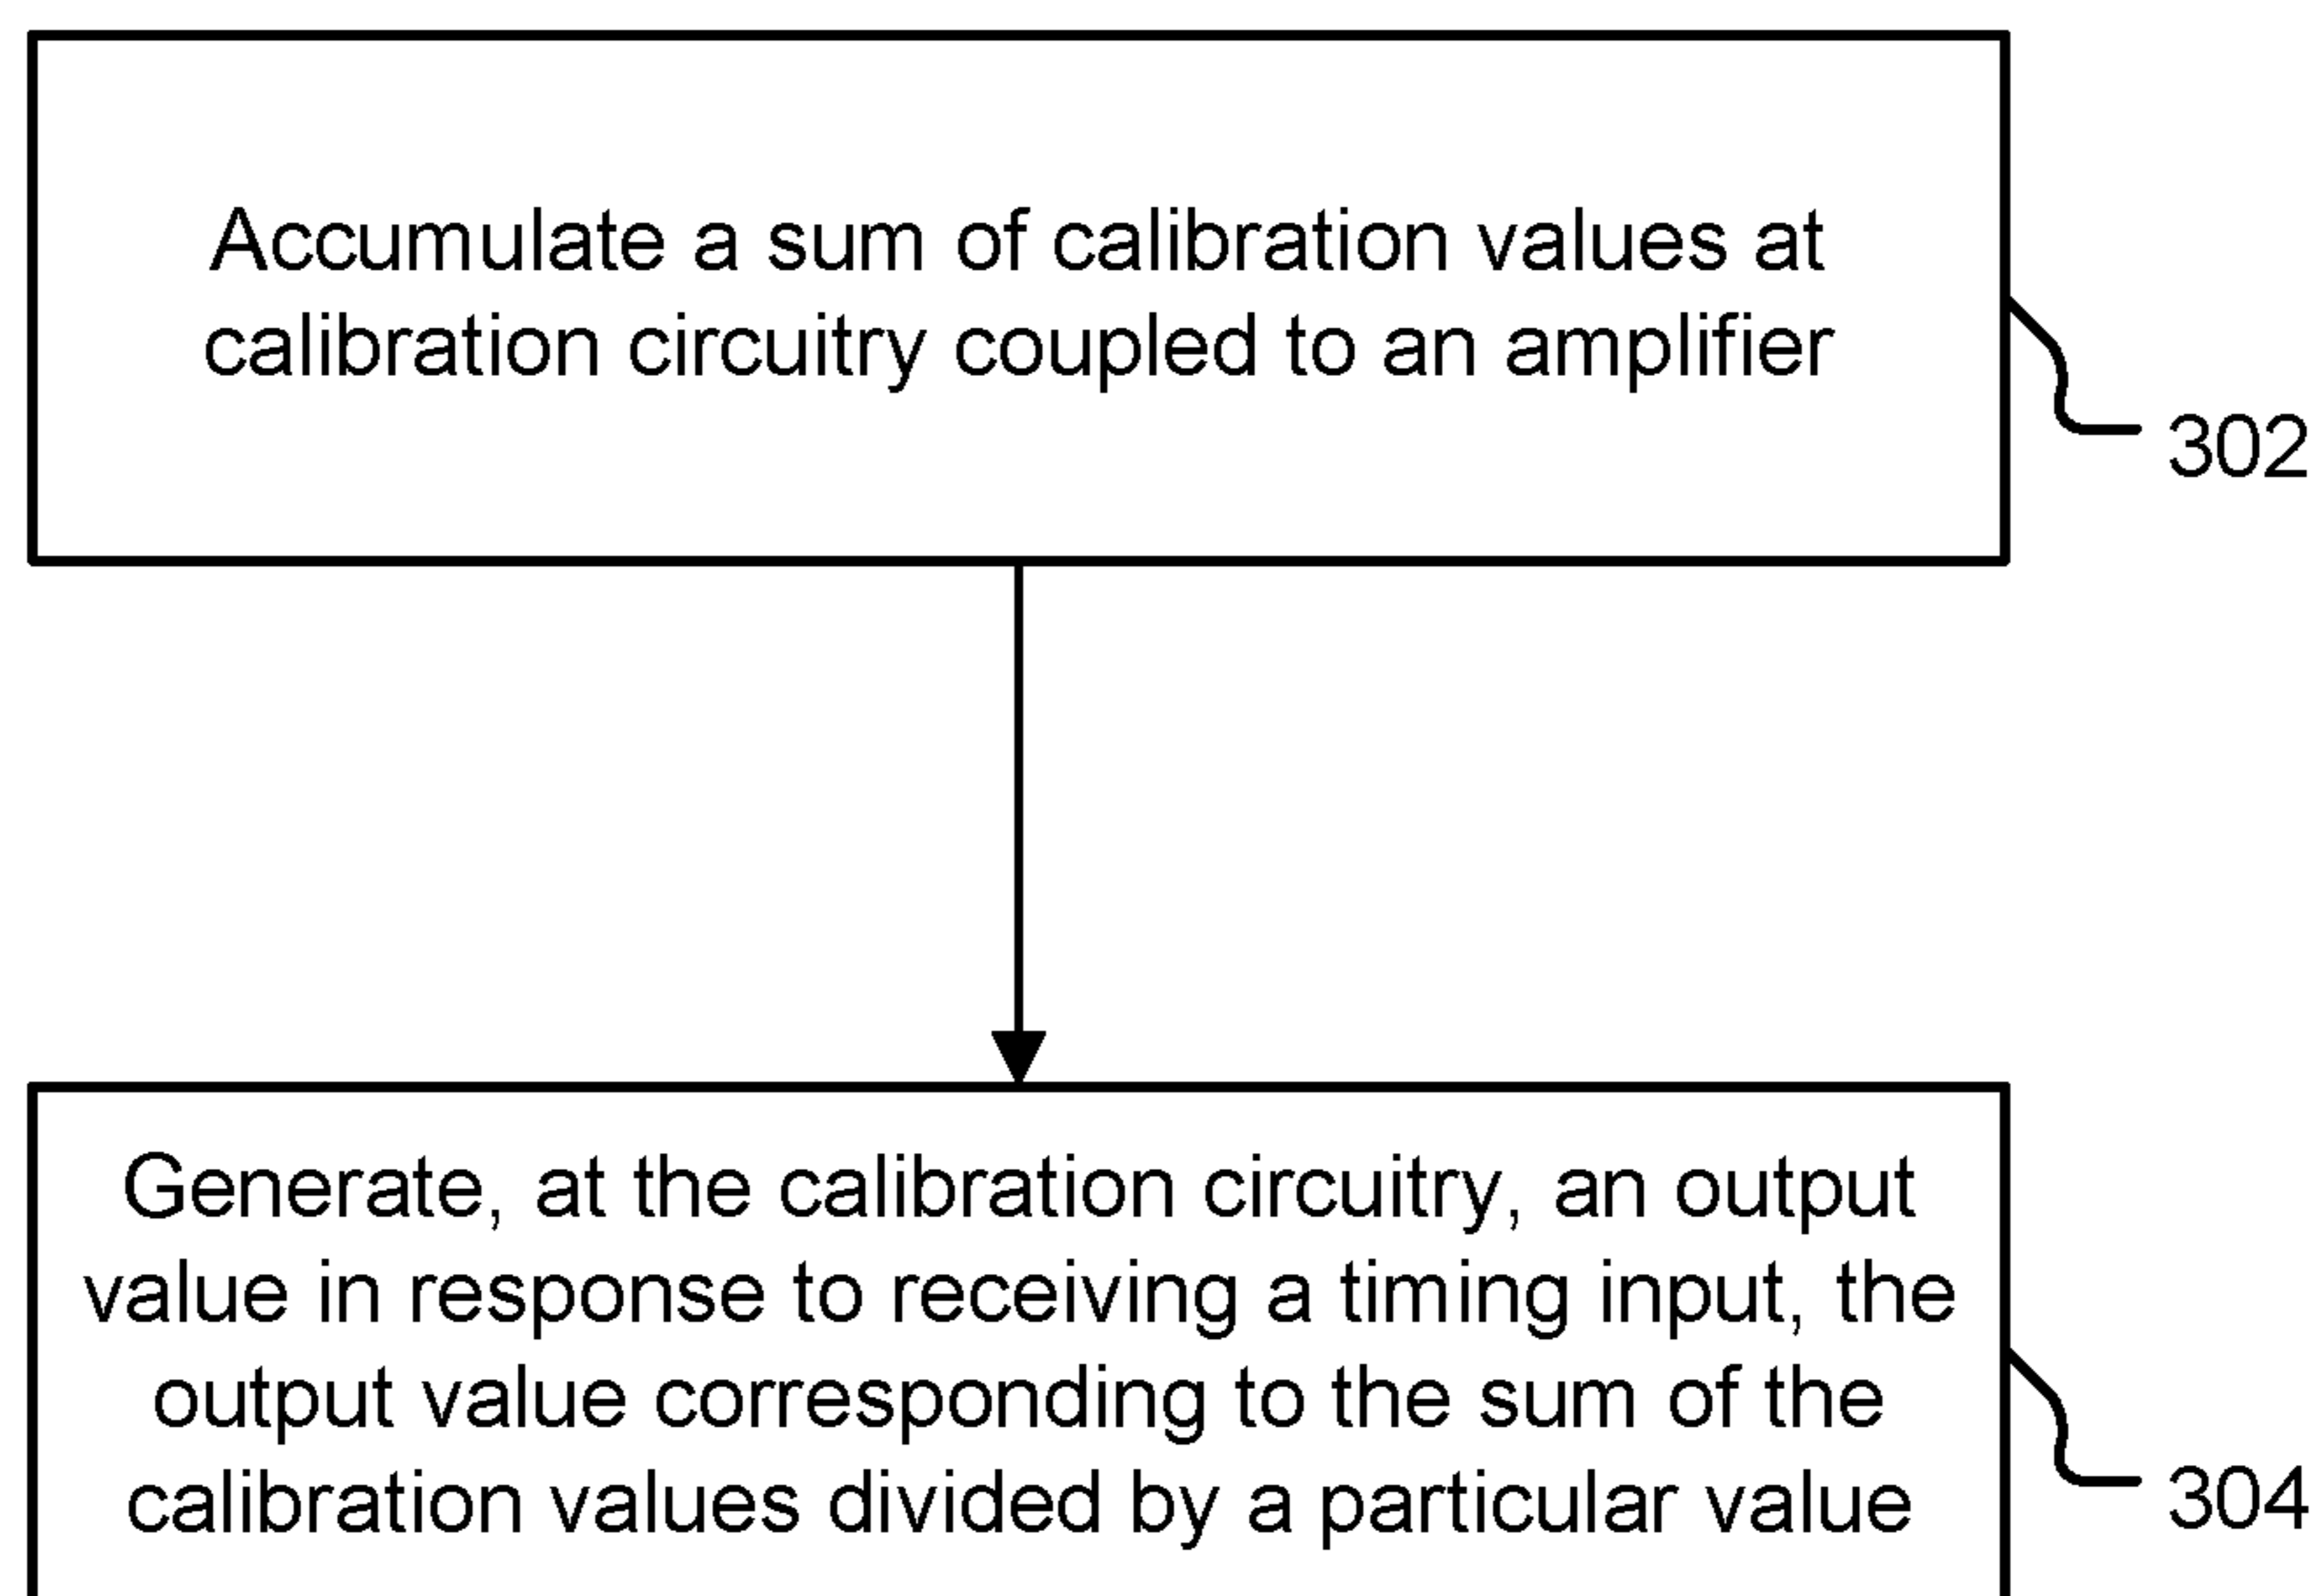 Accumulate a sum of calibration values at
calibration circuitry coupled to an amplifier
302
Generate, at the calibration circuitry, an output
value in response to receiving a timing input, the
output value corresponding to the sum of the
calibration values divided by a particular value
304